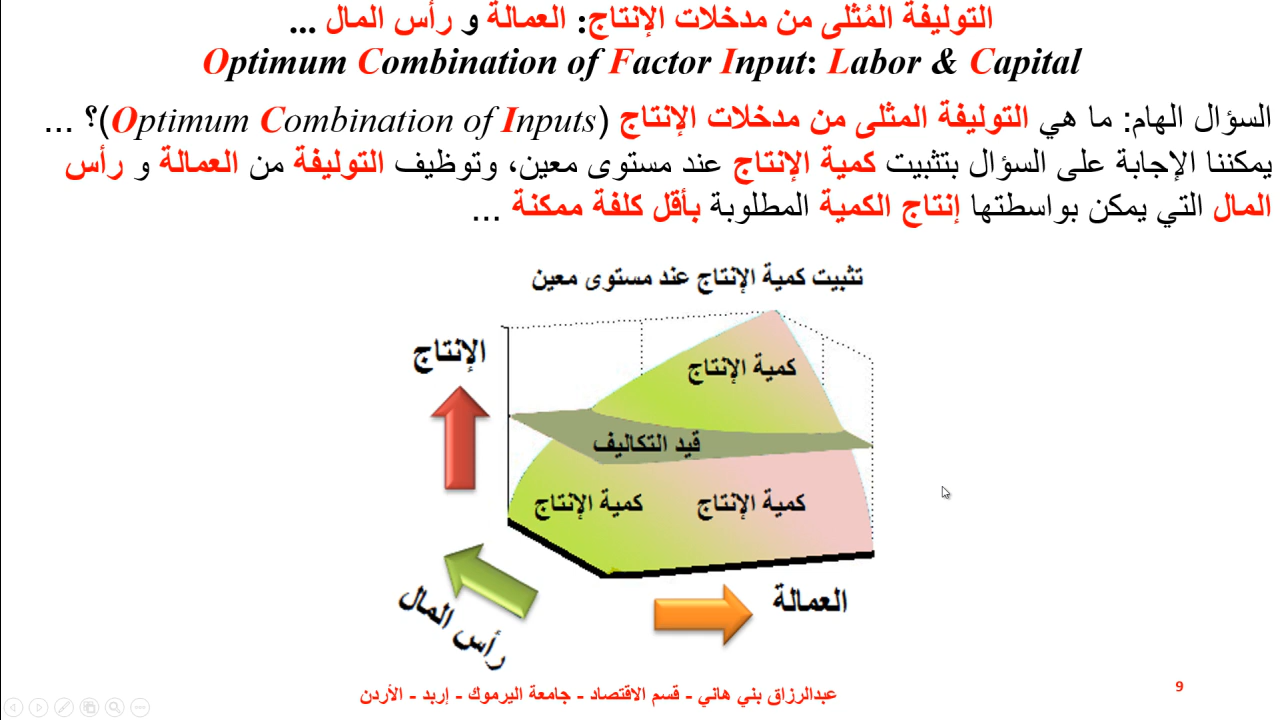 التوليفة المُثلى من مدخلات الإنتاج: العمالة و رأس المال ...
Optimum Combination of Factor Input: Labor & Capital
السؤال الهام: ما هي التوليفة المثلى من مدخلات الإنتاج (Optimum Combination of Inputs)؟ ...
يمكننا الإجابة على السؤال بتثبيت كمية الإنتاج عند مستوى معين، وتوظيف التوليفة من العمالة و رأس
المال التي يمكن بواسطتها إنتاج الكمية المطلوبة بأقل كلفة ممكنة ...
تثبيت كمية الإنتاج عند مستوى معين
الإنتاج
كمية الإنتاج
قيد التكاليف
كمية الإنتاج
كمية الإنتاج
العمالة
رأس المال
عبدالرزاق بني هاني - قسم الاقتصاد - جامعة اليرموك - إربد - الأردن
9